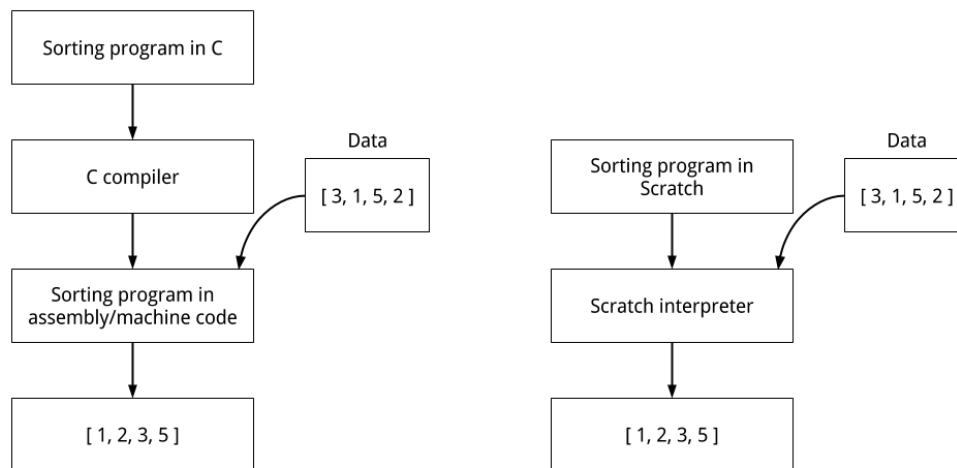 Sorting program in C
C compiler
Data
[ 3, 1, 5, 2 ]
Sorting program in
assembly/machine code
[ 1, 2, 3, 5 ]
Sorting program in
Scratch
Data
[ 3, 1, 5, 2 ]
Scratch interpreter
[ 1, 2, 3, 5 ]